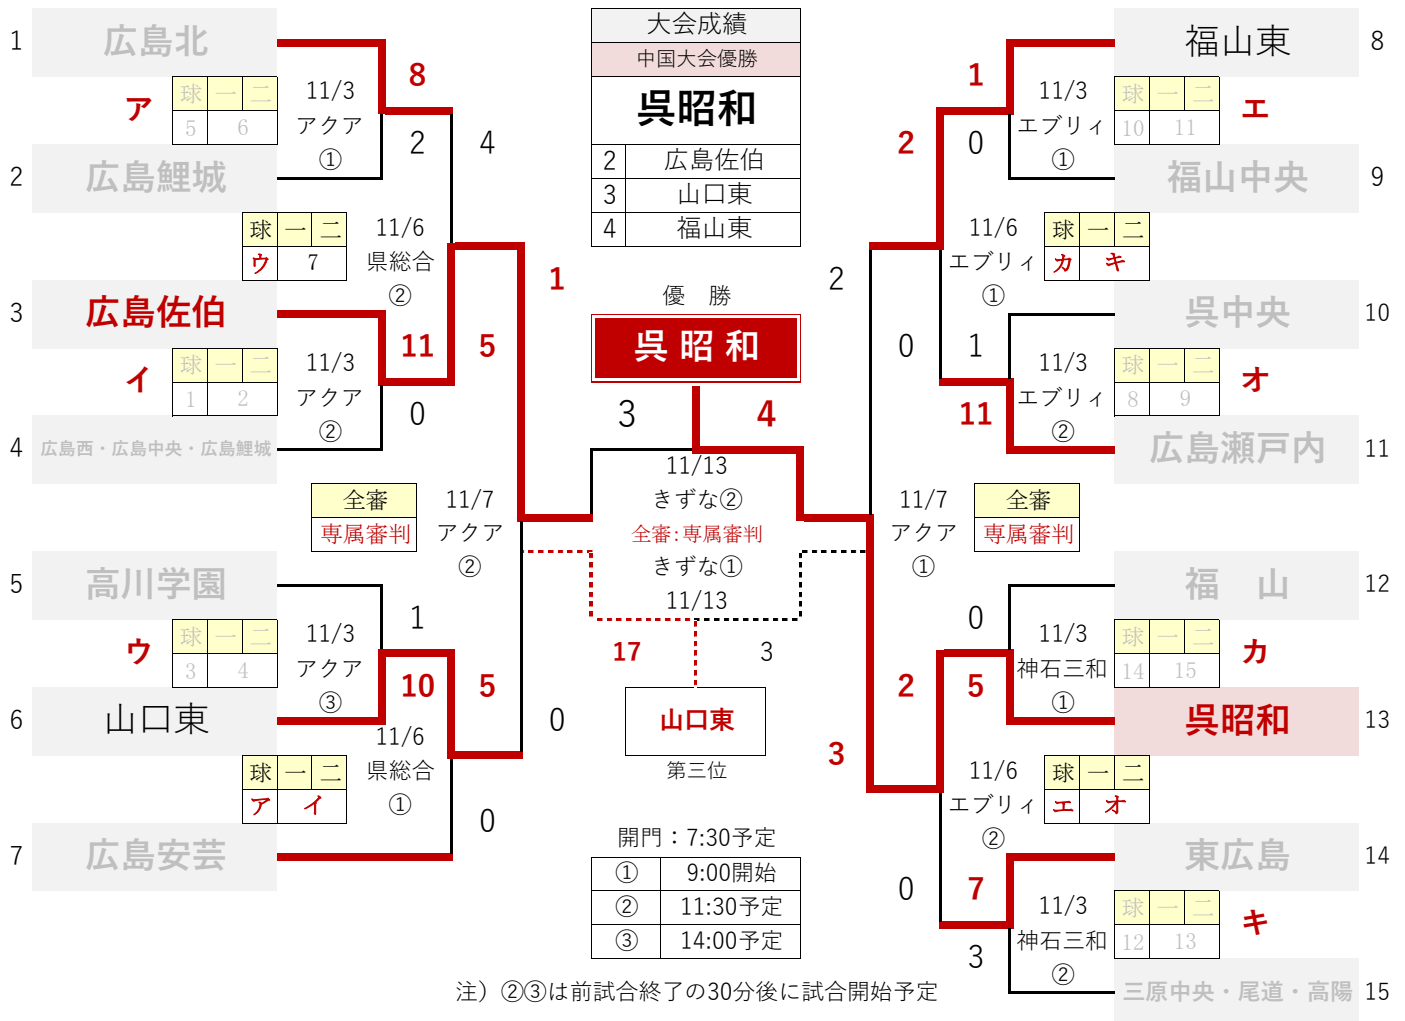 1
広島北
8
ア
球 一 二
5 6
11/3
アクア
①
2
4
2
広島鯉城
球 一 二
ウ 7
11/6
県総合
②
3
広島佐伯
11
5
1
イ
球 一 二
1 2
11/3
アクア
②
0
4
広島西・広島中央・広島鯉城
全審
専属審判
11/7
アクア
②
5
高川学園
1
ウ
球 一 二
3 4
11/3
アクア
③
10
5
0
6
山口東
11/6
県総合
①
球 一 二
ア イ
0
7
広島安芸
大会成績
中国大会優勝
呉昭和
2 広島佐伯
3 山口東
4 福山東
優 勝
呉昭和
3 4
11/13
きずな②
全審:専属審判
きずな①
11/13
17 3
山口東
第三位
開門：7:30予定
① 9:00開始
② 11:30予定
③ 14:00予定
注）②③は前試合終了の30分後に試合開始予定
福山東
8
1
11/3
エブリィ
①
球 一 二
10 11
エ
2
0
福山中央
9
11/6
エブリィ
①
球 一 二
カ キ
2
呉中央
10
0
1
11/3
エブリィ
②
球 一 二
8 9
オ
11
広島瀬戸内
11
11/7
アクア
①
全審
専属審判
福 山
12
0
11/3
神石三和
①
球 一 二
14 15
カ
2
5
呉昭和
13
3
11/6
エブリィ
②
球 一 二
エ オ
東広島
14
0
7
11/3
神石三和
②
球 一 二
12 13
キ
3
三原中央・尾道・高陽
15